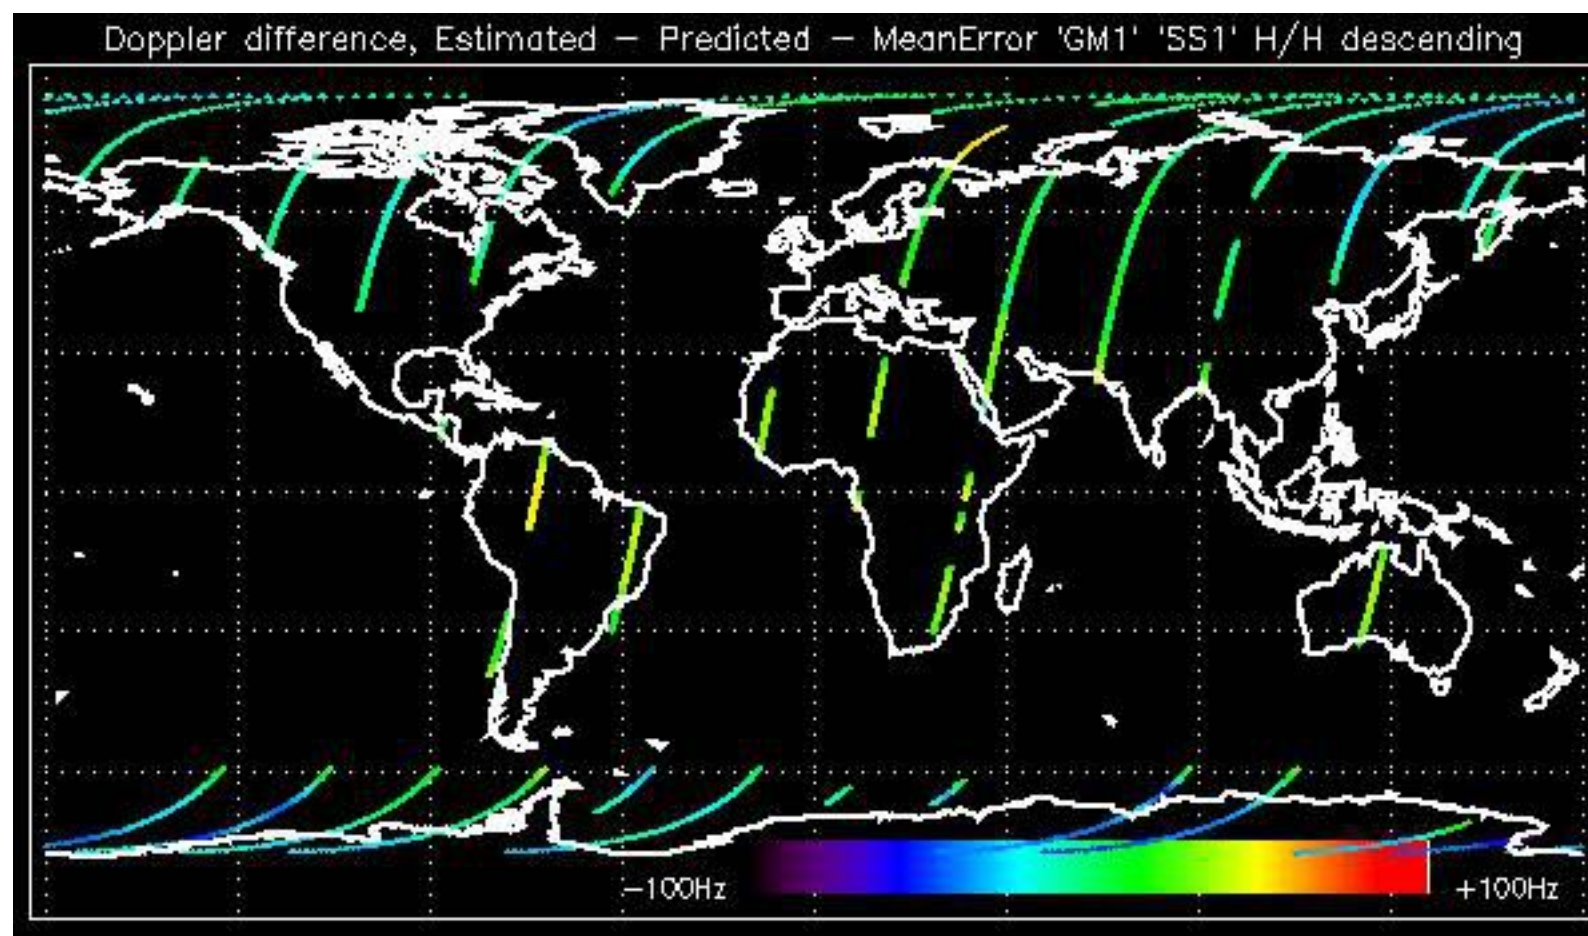 Doppler difference, Estimated – Predicted – MeanError 'GM1' 'SS1' H/H descending
-100Hz
+100Hz